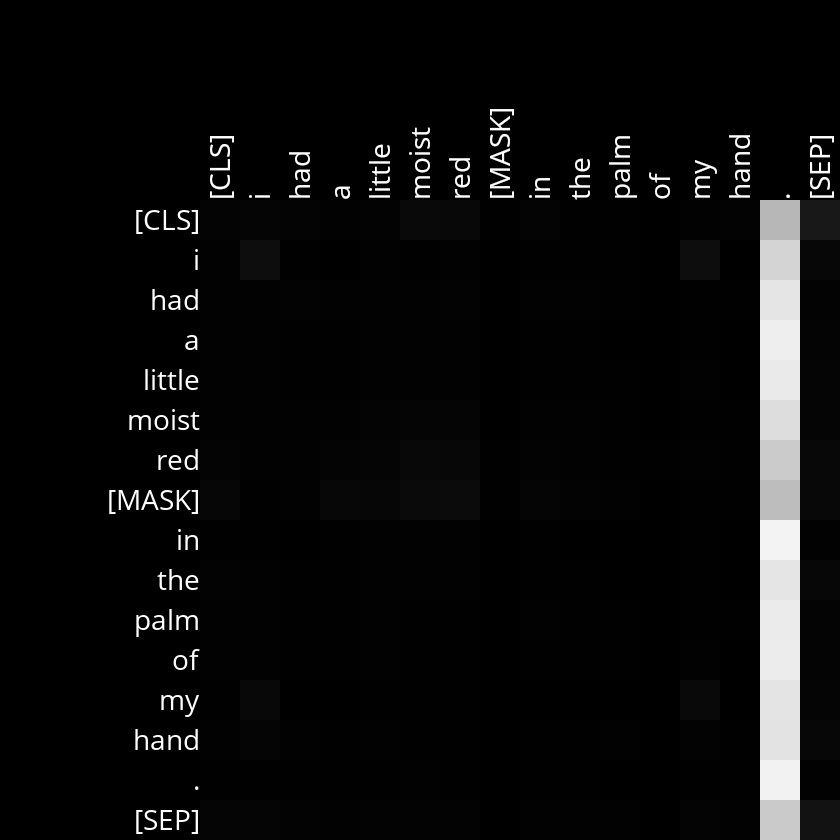 [CLS] i had a little moist red [MASK] in the palm of my hand . [SEP]
[CLS]
i
had
a
little
moist
red
[MASK]
in
the
palm
of
my
hand
.
[SEP]